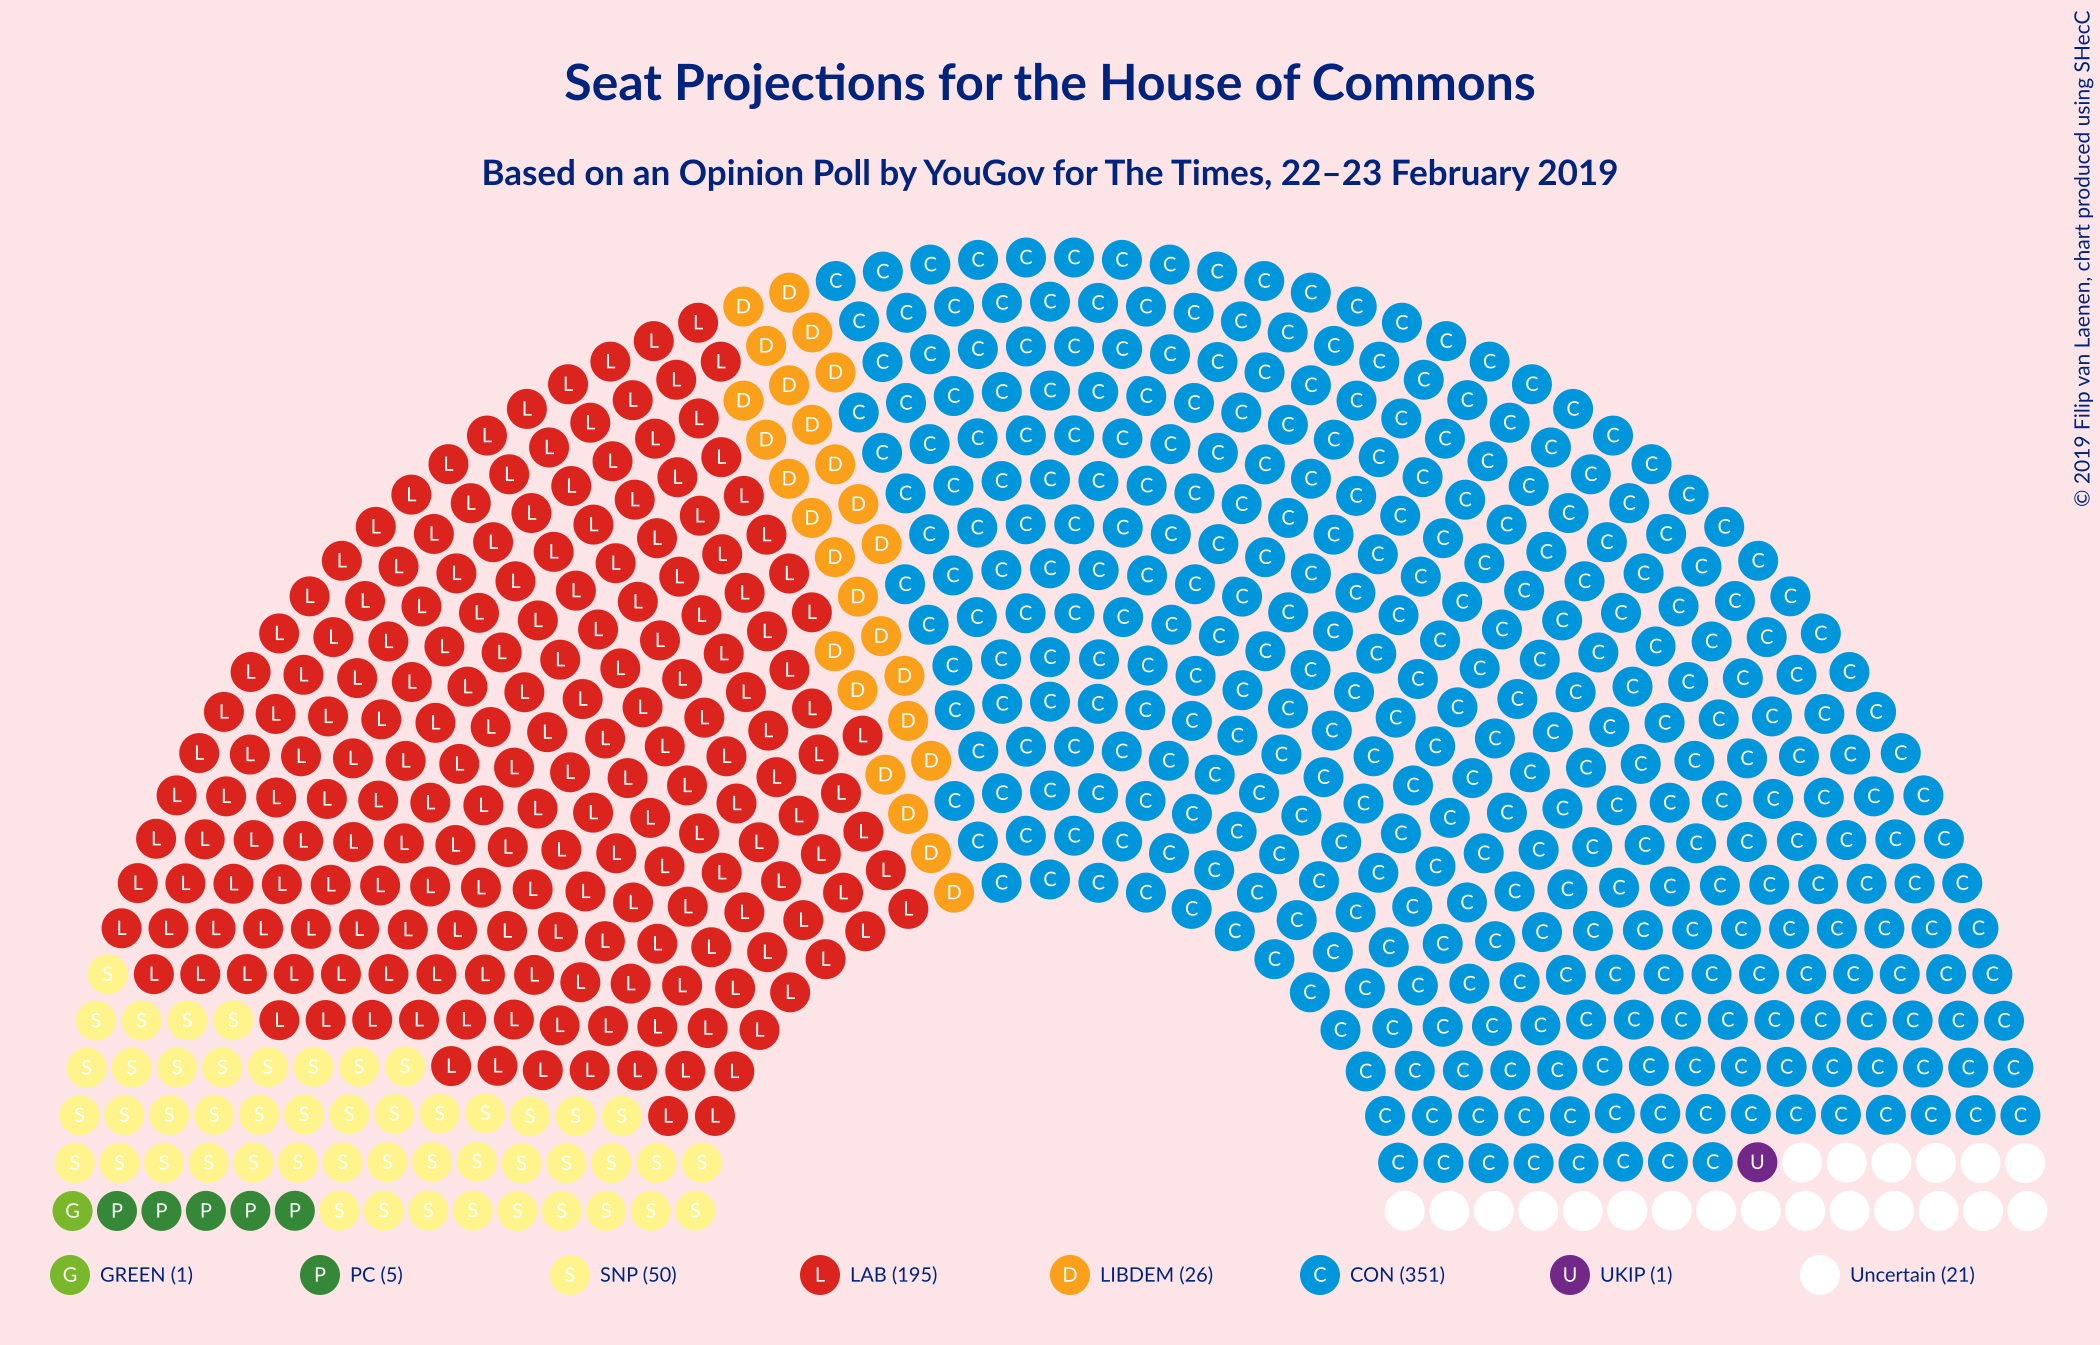 Seat Projections for the House of Commons
Based on an Opinion Poll by YouGov for The Times, 22–23 February 2019
© 2019 Filip van Laenen, chart produced using SHecC
G GREEN (1)
P PC (5)
S SNP (50)
L LAB (195)
D LIBDEM (26)
C CON (351)
U UKIP (1)
Uncertain (21)